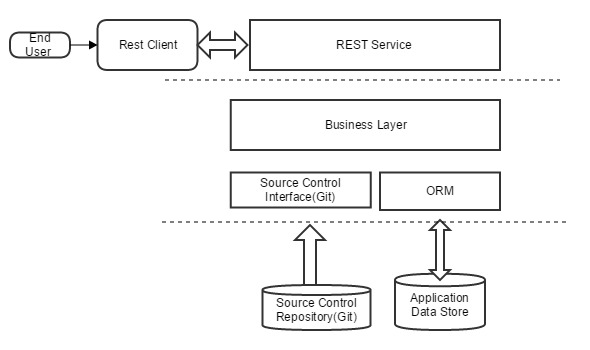 End
User
Rest Client
REST Service
Business Layer
Source Control
Interface(Git)
ORM
Source Control
Repository(Git)
Application
Data Store